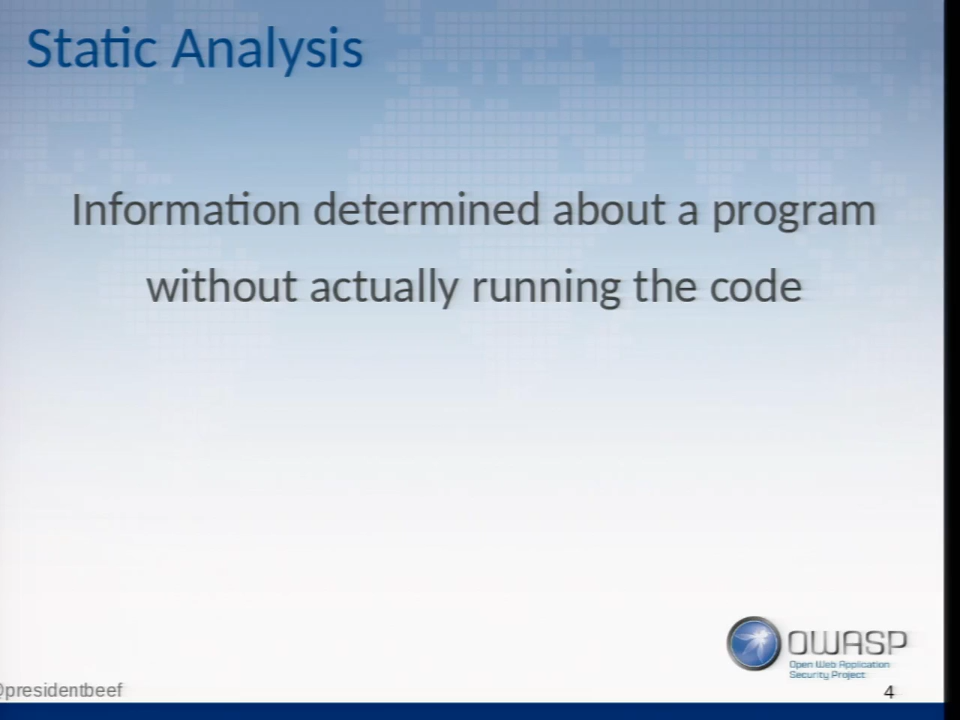 Static Analysis
Information determined about a program
without actually running the code
OWASP
Open Web Application
Security Project
@presidentbeef
4